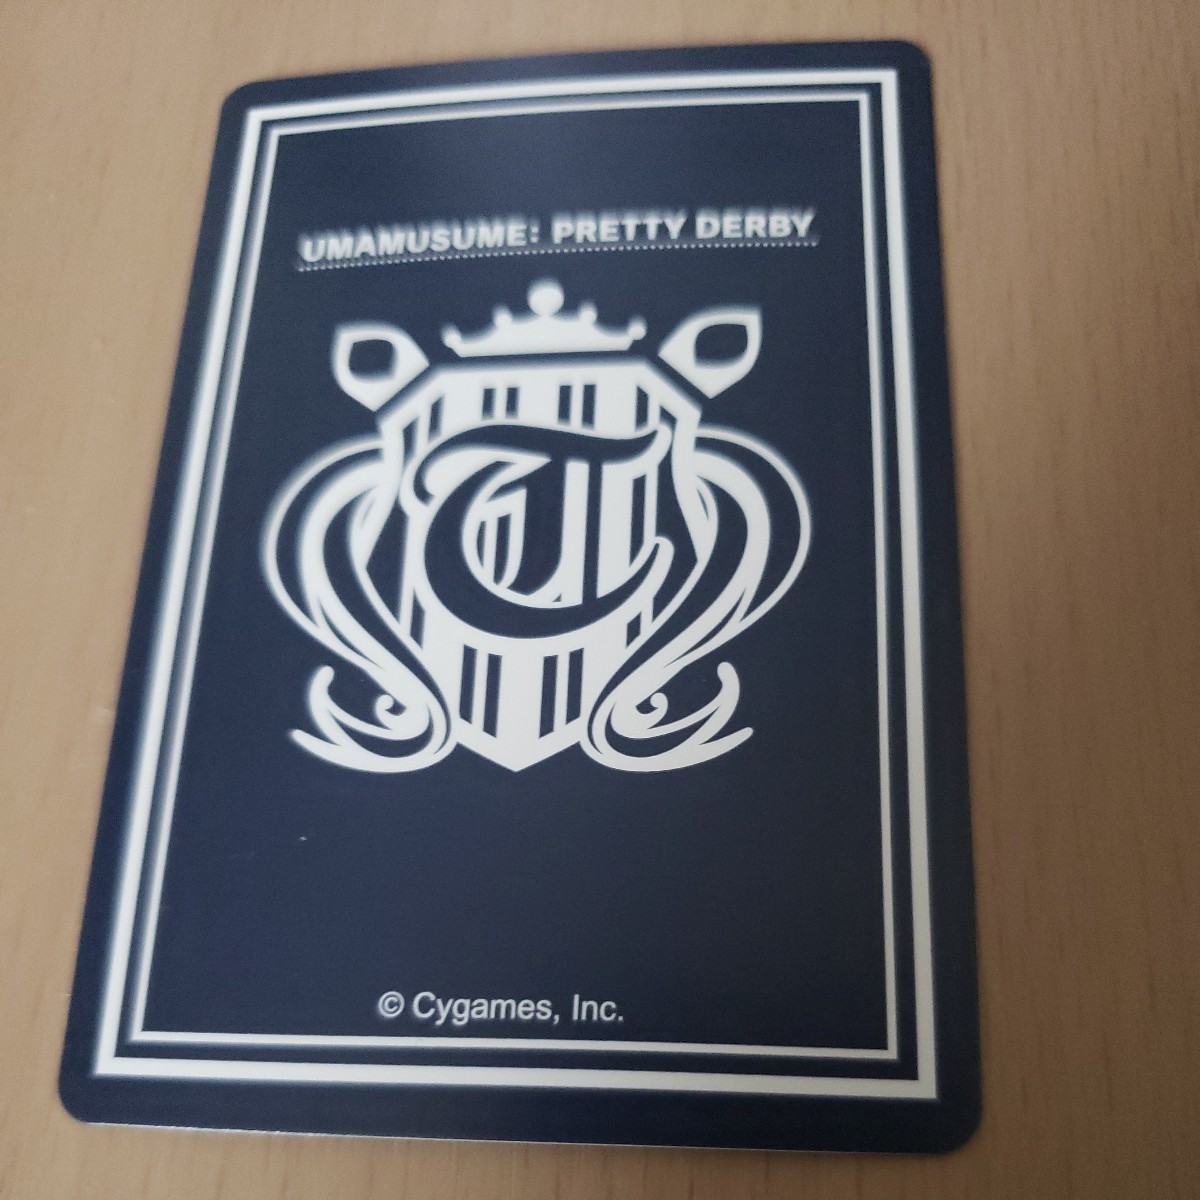 UMAMUSUME: PRETTY DERBY
T
© Cygames, Inc.